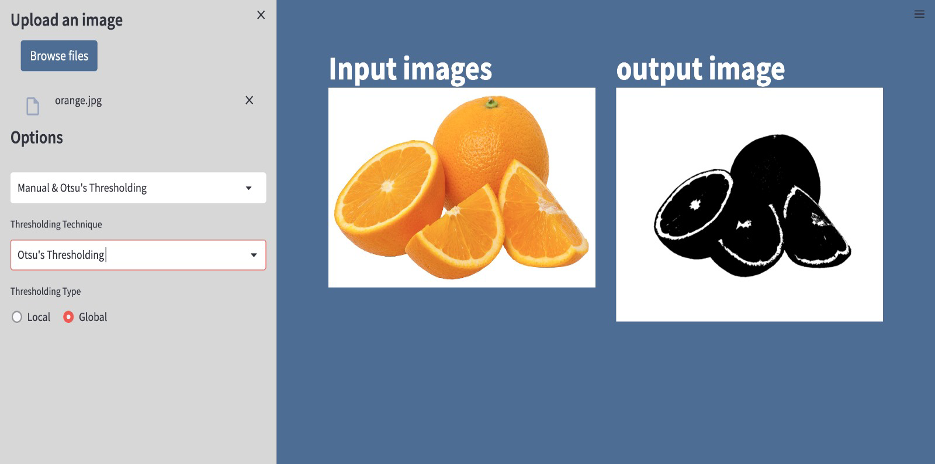 Upload an image
X
Browse files
orange.jpg
X
Options
Manual & Otsu's Thresholding
Thresholding Technique
Otsu's Thresholding
Thresholding Type
Local
Global
Input images
output image